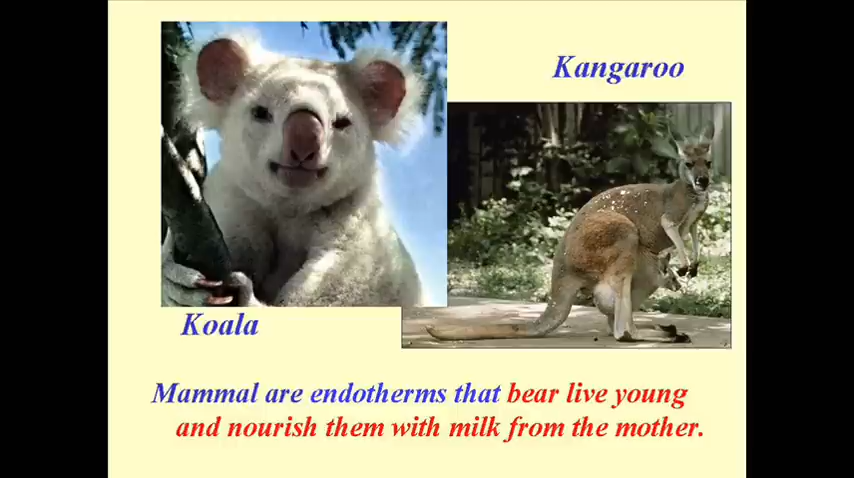 Kangaroo
Koala
Mammal are endotherms that bear live young
and nourish them with milk from the mother.